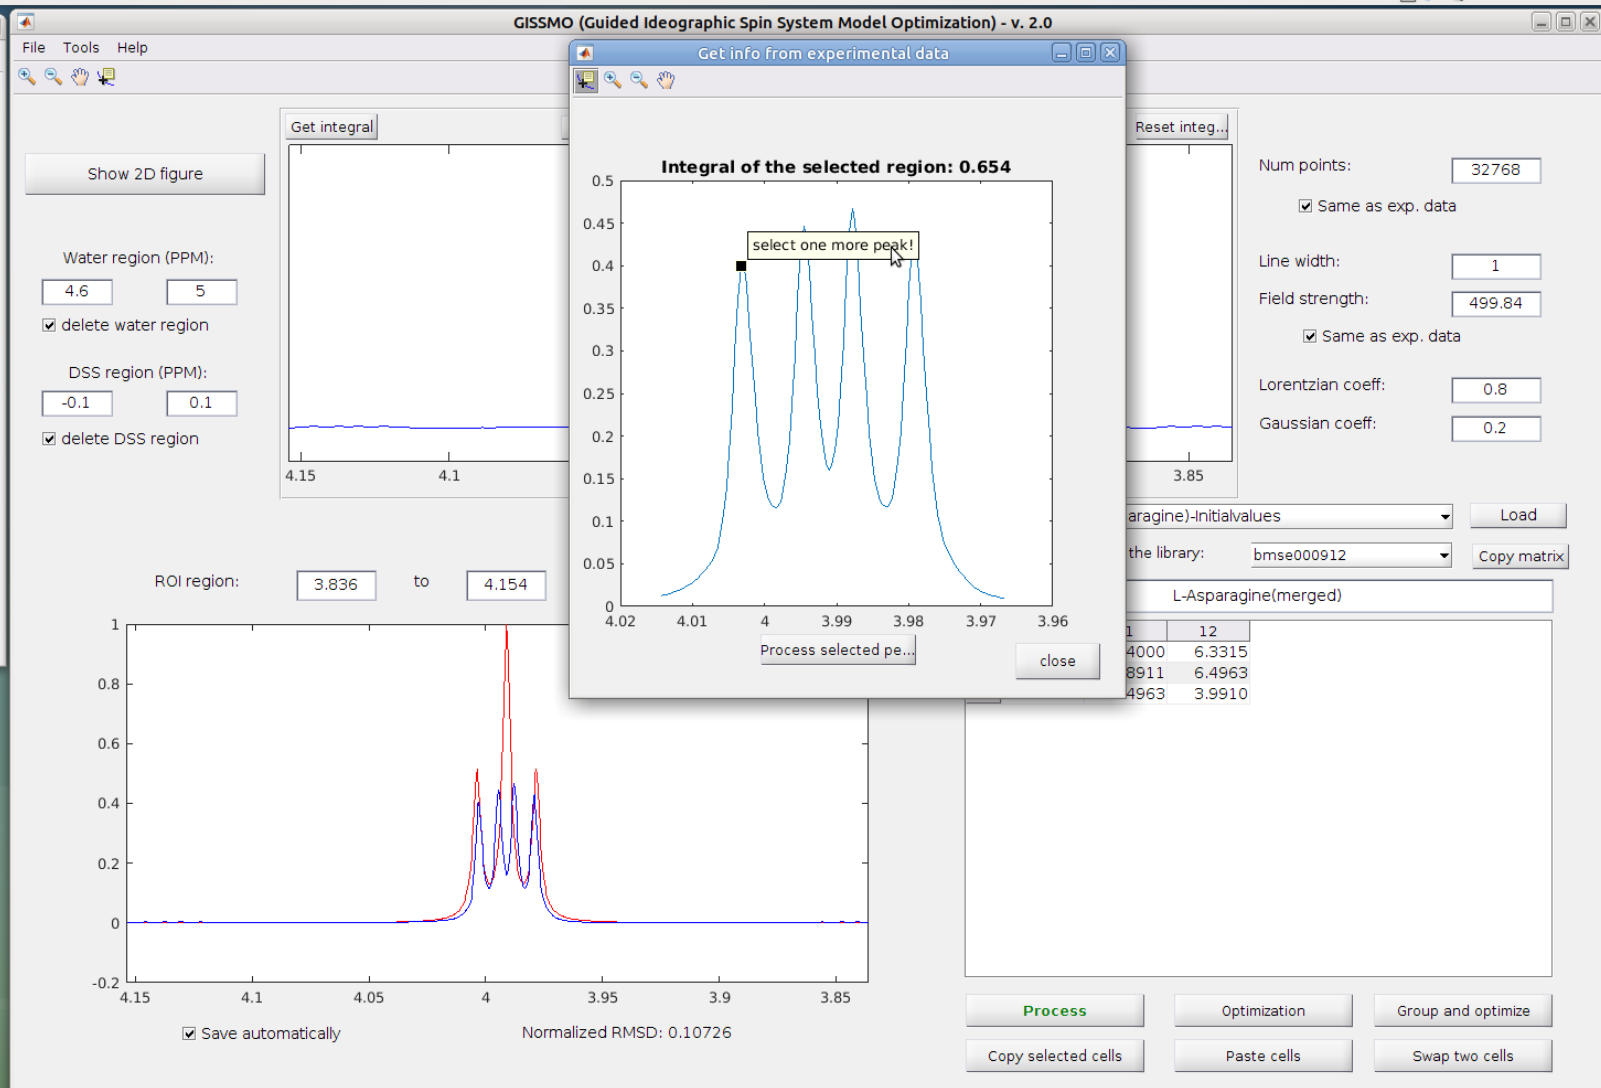 GISSMO (Guided Ideographic Spin System Model Optimization) - v. 2.0
File Tools Help
Get info from experimental data
Get integral
Reset integ...
Show 2D figure
Integral of the selected region: 0.654
0.5
0.45
0.4
0.35
0.3
0.25
0.2
0.15
0.1
0.05
0
4.02 4.01 4 3.99 3.98 3.97 3.96
select one more peak!
Process selected pe...
close
Water region (PPM):
4.6 5
delete water region
DSS region (PPM):
-0.1 0.1
delete DSS region
4.15 4.1 3.85
Num points: 32768
Same as exp. data
Line width: 1
Field strength: 499.84
Same as exp. data
Lorentzian coeff: 0.8
Gaussian coeff: 0.2
aragine)-Initialvalues Load
the library: bmse000912 Copy matrix
L-Asparagine(merged)
1 12
4000 6.3315
8911 6.4963
4963 3.9910
ROI region: 3.836 to 4.154
1
0.8
0.6
0.4
0.2
0
-0.2
4.15 4.1 4.05 4 3.95 3.9 3.85
Save automatically Normalized RMSD: 0.10726
Process Optimization Group and optimize
Copy selected cells Paste cells Swap two cells